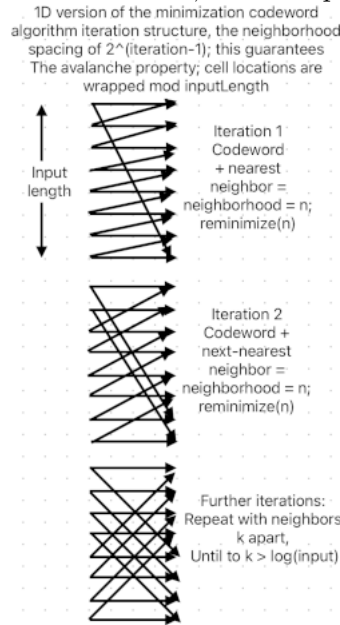 1D version of the minimization codeword
algorithm iteration structure, the neighborhood
spacing of 2^(iteration-1); this guarantees
The avalanche property; cell locations are
wrapped mod inputLength
Input
length
Iteration 1
Codeword
+ nearest
neighbor =
neighborhood = n;
reminimize(n)
Iteration 2
Codeword +
next-nearest
neighbor =
neighborhood = n;
reminimize(n)
Further iterations:
Repeat with neighbors
k apart,
Until to k > log(input)